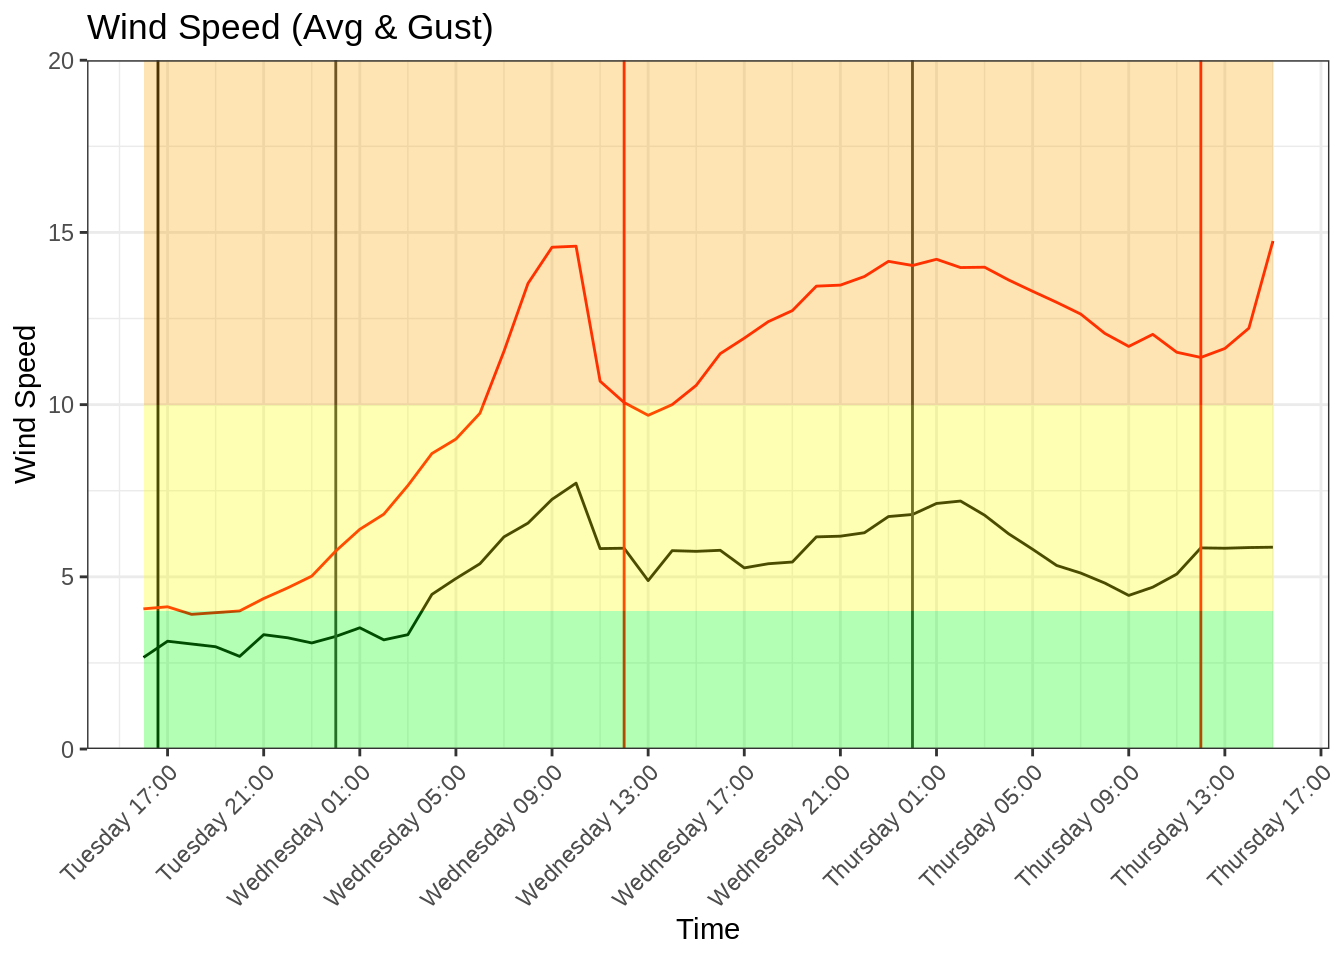 Wind Speed (Avg & Gust)
Wind Speed
20
15
10
5
0
Tuesday 17:00
Tuesday 21:00
Wednesday 01:00
Wednesday 05:00
Wednesday 09:00
Wednesday 13:00
Wednesday 17:00
Wednesday 21:00
Thursday 01:00
Thursday 05:00
Thursday 09:00
Thursday 13:00
Thursday 17:00
Time